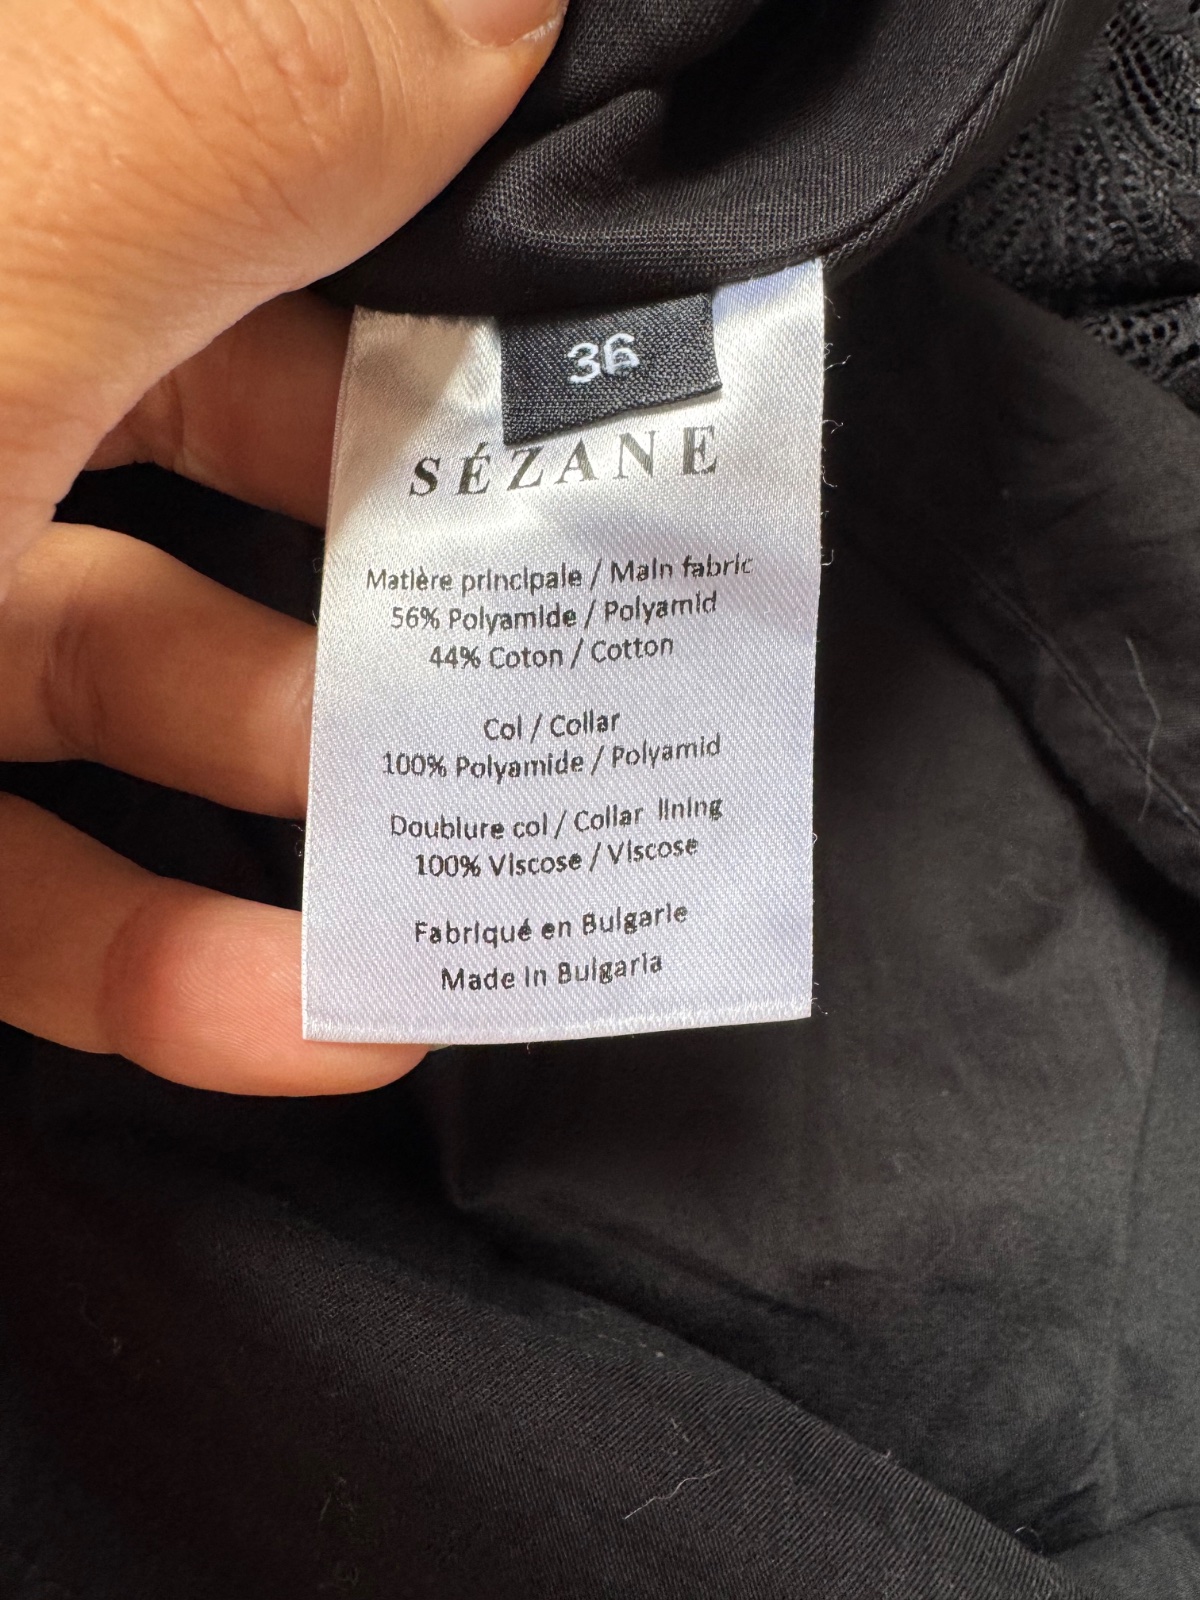 36
SÉZANE
Matière principale / Main fabric
56% Polyamide / Polyamid
44% Coton / Cotton
Col / Collar
100% Polyamide / Polyamid
Doublure col / Collar lining
100% Viscose / Viscose
Fabriqué en Bulgarie
Made in Bulgaria